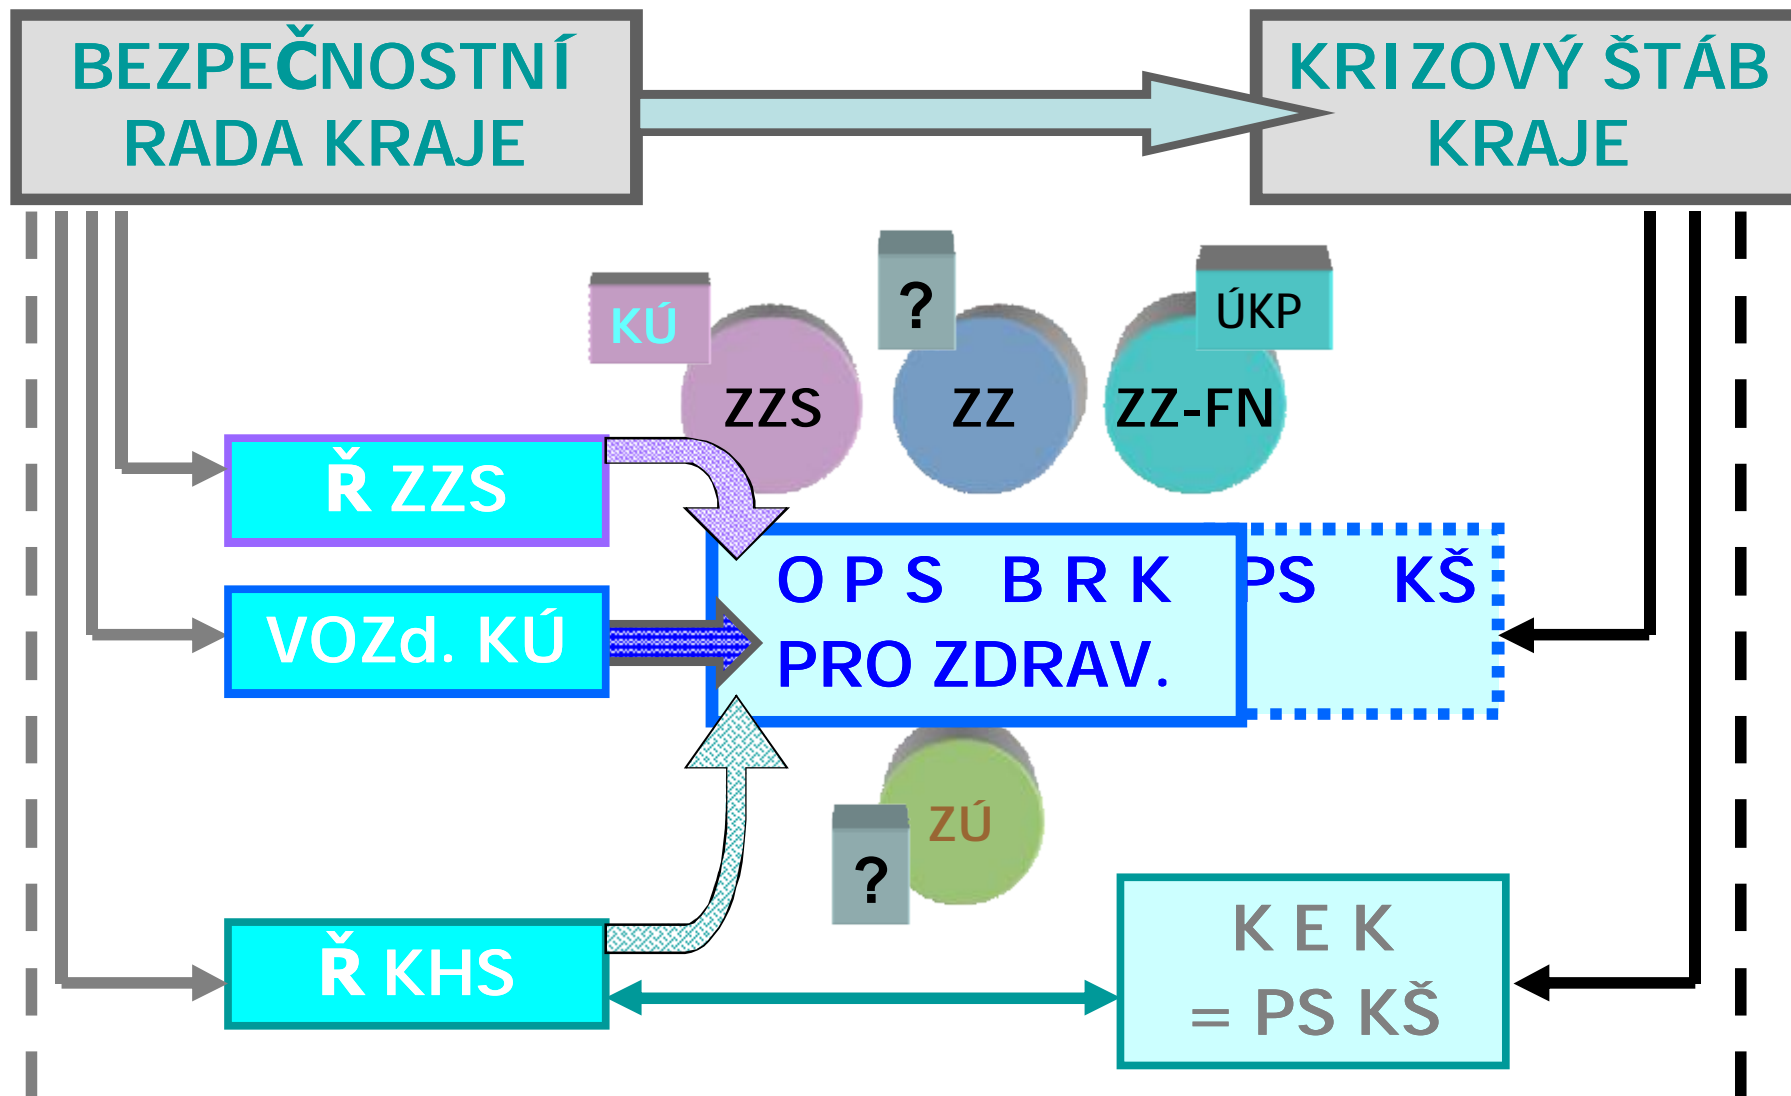 BEZPEČNOSTNÍ
RADA KRAJE
KRIZOVÝ ŠTÁB
KRAJE
KÚ
?
ÚKP
ZZS
ZZ
ZZ-FN
Ř ZZS
VOZd. KÚ
O P S B R K
PRO ZDRAV.
PS KŠ
ZÚ
?
Ř KHS
K E K
= PS KŠ